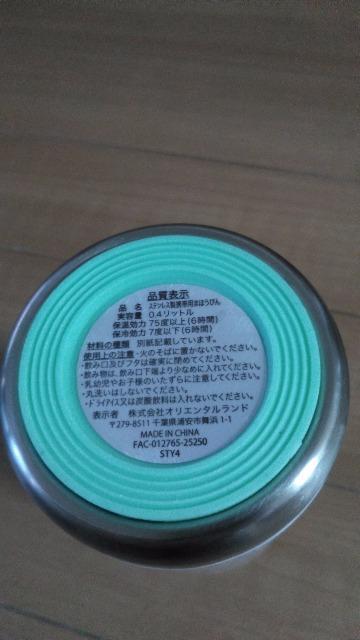 品質表示
品名 ステンレス製携帯用まほうびん
実容量 0.4リットル
保温効力 75度以上(6時間)
保冷効力 7度以下(6時間)
材料の種類 別紙記載しています。
使用上の注意・火のそばに置かないでください。
・飲み口及びフタは確実に閉めてください。
・飲み物は、飲み口下端より少なめに入れてください。
・乳幼児やお子様のいたずらに注意してください。
・丸洗いはしないでください。
・ドライアイス又は炭酸飲料は入れないでください。
表示者 株式会社オリエンタルランド
〒279-8511 千葉県浦安市舞浜 1-1
MADE IN CHINA
FAC-012765-25250
STY4